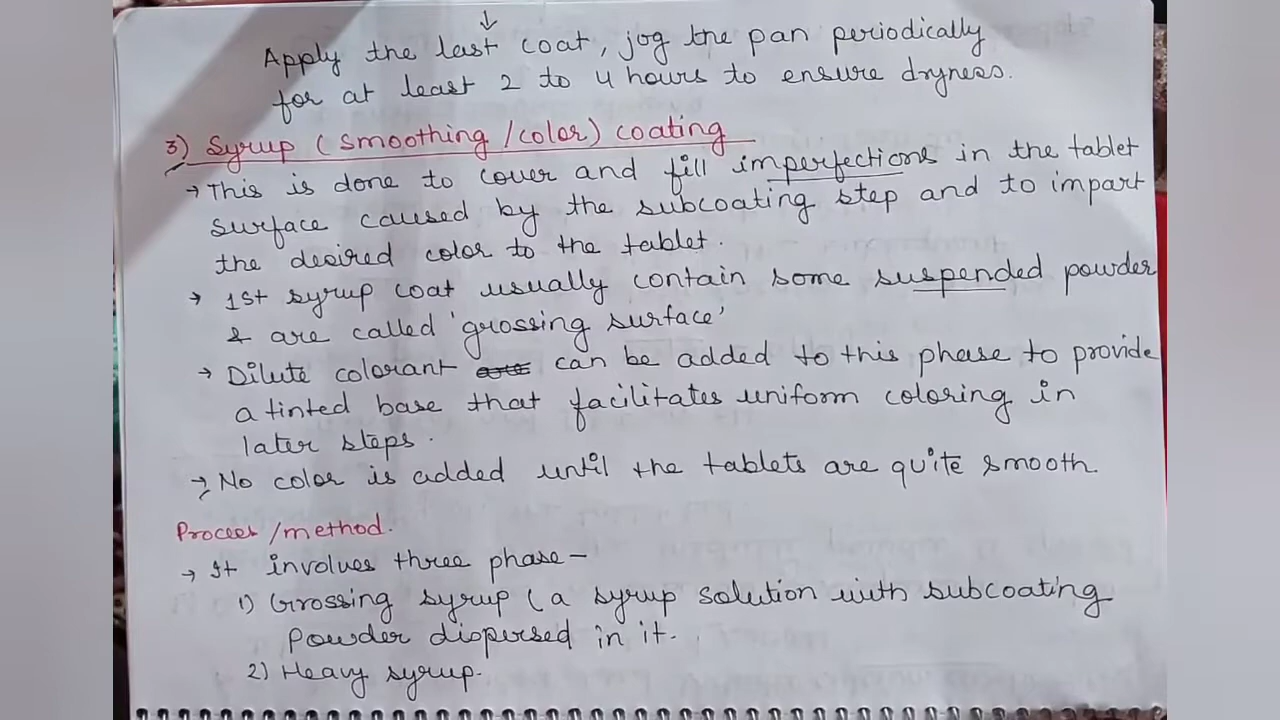 ↓
Apply the last coat, jog the pan periodically
for at least 2 to 4 hours to ensure dryness.
3) Syrup (smoothing /color) coating
→ This is done to cover and fill imperfections in the tablet
surface caused by the subcoating step and to impart
the desired color to the tablet.
→ 1st syrup coat usually contain some suspended powder
& are called 'grossing surface'
→ Dilute colorant can be added to this phase to provide
a tinted base that facilitates uniform coloring in
later steps.
→ No color is added until the tablets are quite smooth.
Process /method.
→ It involves three phase –
1) Grossing syrup (a syrup solution with subcoating
powder dispersed in it.
2) Heavy syrup.